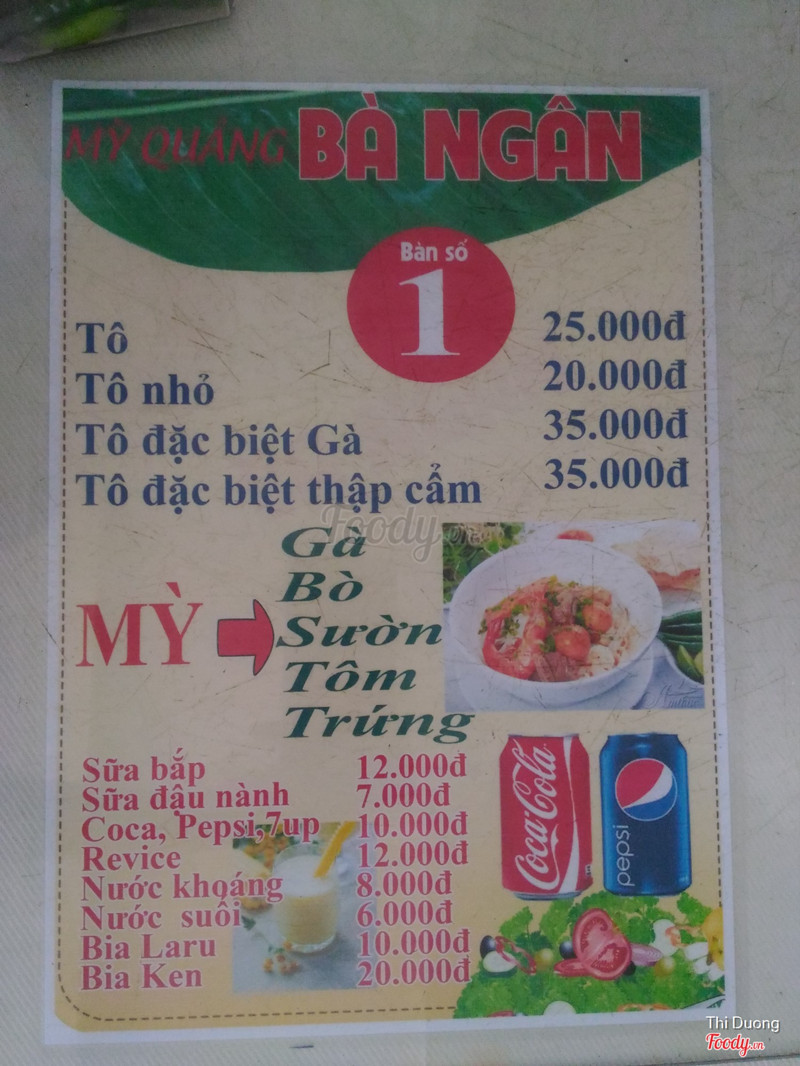 MỲ QUẢNG BÀ NGÂN
Bàn số
1
Tô 25.000đ
Tô nhỏ 20.000đ
Tô đặc biệt Gà 35.000đ
Tô đặc biệt thập cẩm 35.000đ
Foody.vn
MỲ
Gà
Bò
Sườn
Tôm
Trứng
Sữa bắp 12.000đ
Sữa đậu nành 7.000đ
Coca, Pepsi,7up 10.000đ
Revice 12.000đ
Nước khoáng 8.000đ
Nước suối 6.000đ
Bia Laru 10.000đ
Bia Ken 20.000đ
Coca-Cola
pepsi
Thi Duong
Foody.vn